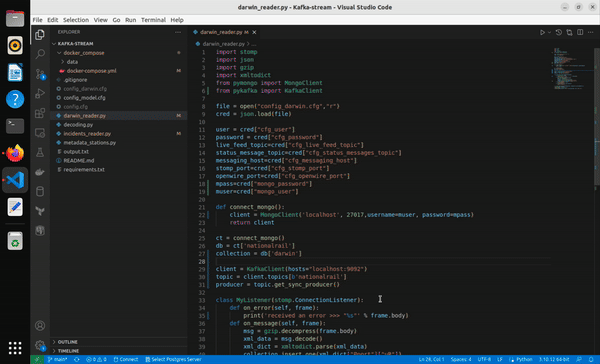 darwin_reader.py - Kafka-stream - Visual Studio Code
File Edit Selection View Go Run Terminal Help
EXPLORER
KAFKA-STREAM
docker_compose
data
docker-compose.yml M
.gitignore
config_darwin.cfg
config_model.cfg
config.cfg
darwin_reader.py M
decoding.py
incidents_reader.py M
metadata_stations.py
output.txt
README.md
requirements.txt
OUTLINE
TIMELINE
darwin_reader.py M
darwin_reader.py > ...
1 import stomp
2 import json
3 import gzip
4 import xmltodict
5 from pymongo import MongoClient
6 from pykafka import KafkaClient
7
8 file = open("config_darwin.cfg","r")
9 cred = json.load(file)
10
11 user = cred["cfg_user"]
12 password = cred["cfg_password"]
13 live_feed_topic=cred["cfg_live_feed_topic"]
14 status_message_topic=cred["cfg_status_messages_topic"]
15 messaging_host=cred["cfg_messaging_host"]
16 stomp_port=cred["cfg_stomp_port"]
17 openwire_port=cred["cfg_openwire_port"]
18 mpass=cred["mongo_password"]
19 muser=cred["mongo_user"]
20
21 def connect_mongo():
22 client = MongoClient('localhost', 27017,username=muser, password=mpass)
23 return client
24
25 ct = connect_mongo()
26 db = ct['nationalrail']
27 collection = db['darwin']
28
29 client = KafkaClient(hosts="localhost:9092")
30 topic = client.topics[b'nationalrail']
31 producer = topic.get_sync_producer()
32
33 class MyListener(stomp.ConnectionListener):
34 def on_error(self, frame):
35 print('received an error >>> "%s"' % frame.body)
36 def on_message(self, frame):
37 msg = gzip.decompress(frame.body)
38 xml_data = msg.decode()
39 xml_dict = xmltodict.parse(xml_data)
main* Connect Select Postgres Server Ln 28, Col 1 Spaces: 4 UTF-8 LF Python 3.10.12 64-bit